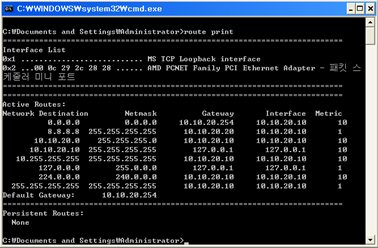 C:\WINDOWS\system32\cmd.exe
C:\Documents and Settings\Administrator>route print
===========================================================================
Interface List
0x1 ........................... MS TCP Loopback interface
0x2 ...00 0c 29 2c 28 28 ...... AMD PCNET Family PCI Ethernet Adapter - 패킷 스
케줄러 미니 포트
===========================================================================
===========================================================================
Active Routes:
Network Destination        Netmask          Gateway       Interface  Metric
0.0.0.0          0.0.0.0     10.10.20.254     10.10.20.10      10
8.8.8.8  255.255.255.255      10.10.20.20     10.10.20.10      1
10.10.20.0    255.255.255.0      10.10.20.10     10.10.20.10      10
10.10.20.10  255.255.255.255        127.0.0.1       127.0.0.1      10
10.255.255.255  255.255.255.255      10.10.20.10     10.10.20.10      10
127.0.0.0        255.0.0.0        127.0.0.1       127.0.0.1      1
224.0.0.0        240.0.0.0      10.10.20.10     10.10.20.10      10
255.255.255.255  255.255.255.255      10.10.20.10     10.10.20.10      1
Default Gateway:      10.10.20.254
===========================================================================
Persistent Routes:
None
C:\Documents and Settings\Administrator>